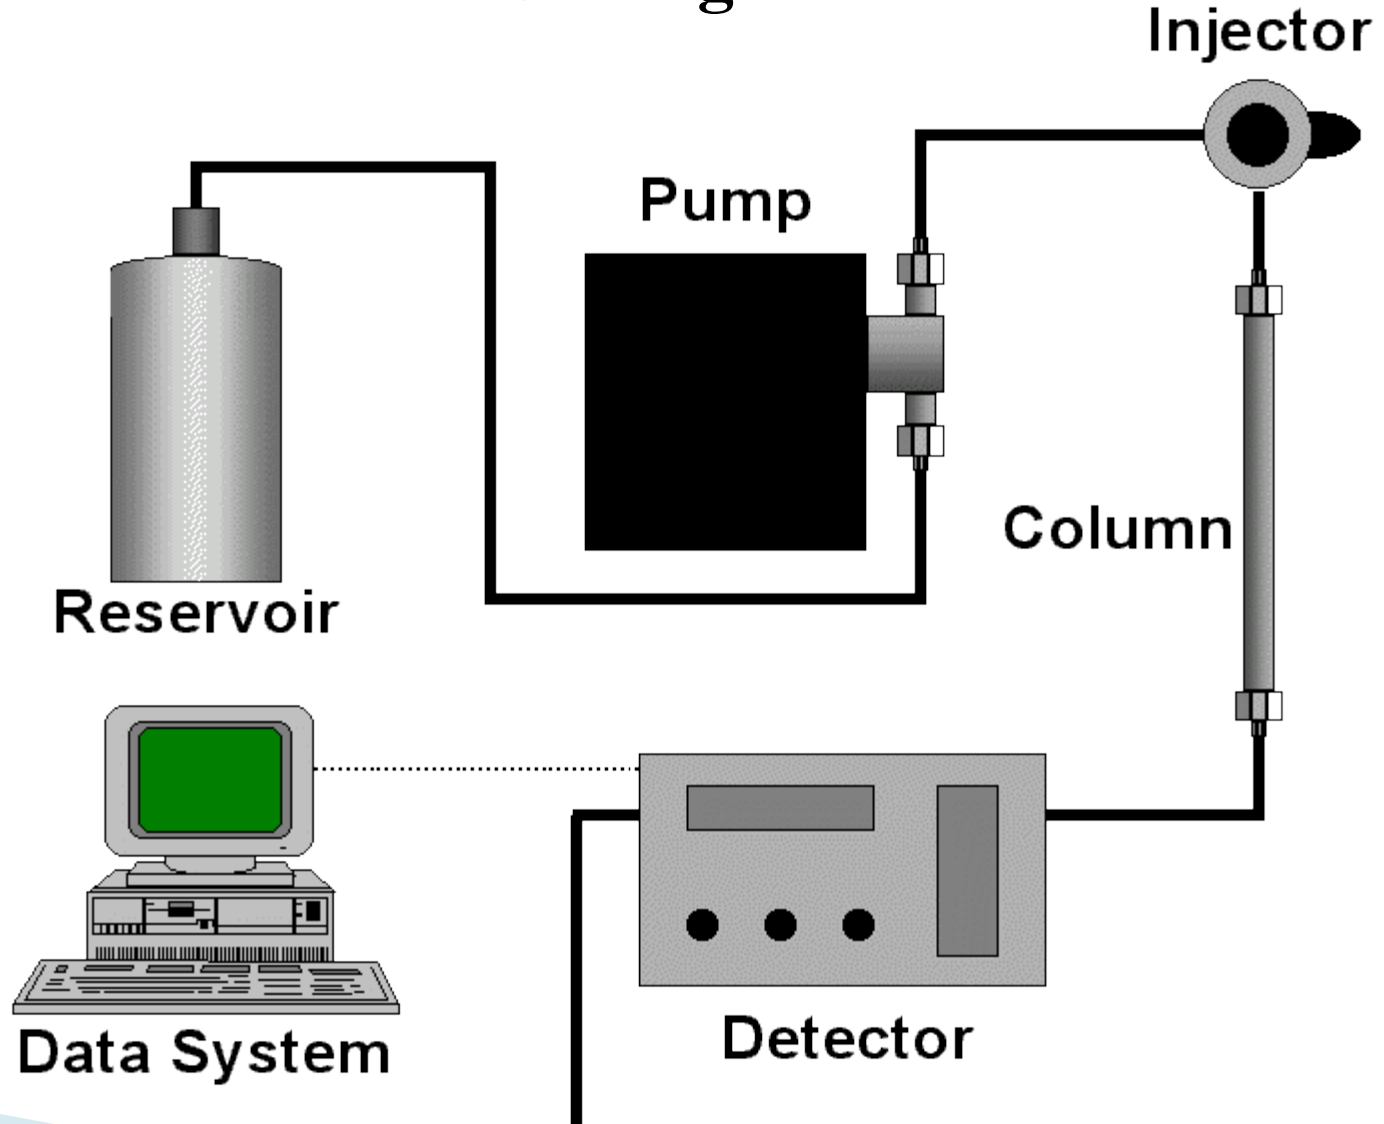 Injector
Pump
Column
Reservoir
Detector
Data System